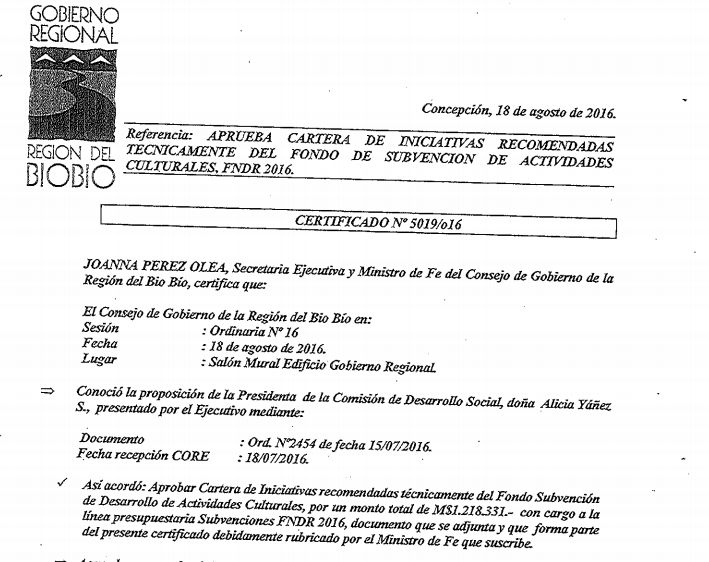 GOBIERNO
REGIONAL
REGION DEL
BIOBIO
Concepción, 18 de agosto de 2016.
Referencia: APRUEBA CARTERA DE INICIATIVAS RECOMENDADAS
TECNICAMENTE DEL FONDO DE SUBVENCION DE ACTIVIDADES
CULTURALES, FNDR 2016.
CERTIFICADO Nº 5019/o16
JOANNA PEREZ OLEA, Secretaria Ejecutiva y Ministro de Fe del Consejo de Gobierno de la
Región del Bio Bío, certifica que:
El Consejo de Gobierno de la Región del Bio Bío en:
Sesión : Ordinaria Nº 16
Fecha : 18 de agosto de 2016.
Lugar : Salón Mural Edificio Gobierno Regional.
⇒ Conoció la proposición de la Presidenta de la Comisión de Desarrollo Social, doña Alicia Yáñez
S., presentado por el Ejecutivo mediante:
Documento : Ord. Nº2454 de fecha 15/07/2016.
Fecha recepción CORE : 18/07/2016.
✓ Así acordó: Aprobar Cartera de Iniciativas recomendadas técnicamente del Fondo Subvención
de Desarrollo de Actividades Culturales, por un monto total de M$1.218.331.- con cargo a la
línea presupuestaria Subvenciones FNDR 2016, documento que se adjunta y que forma parte
del presente certificado debidamente rubricado por el Ministro de Fe que suscribe.